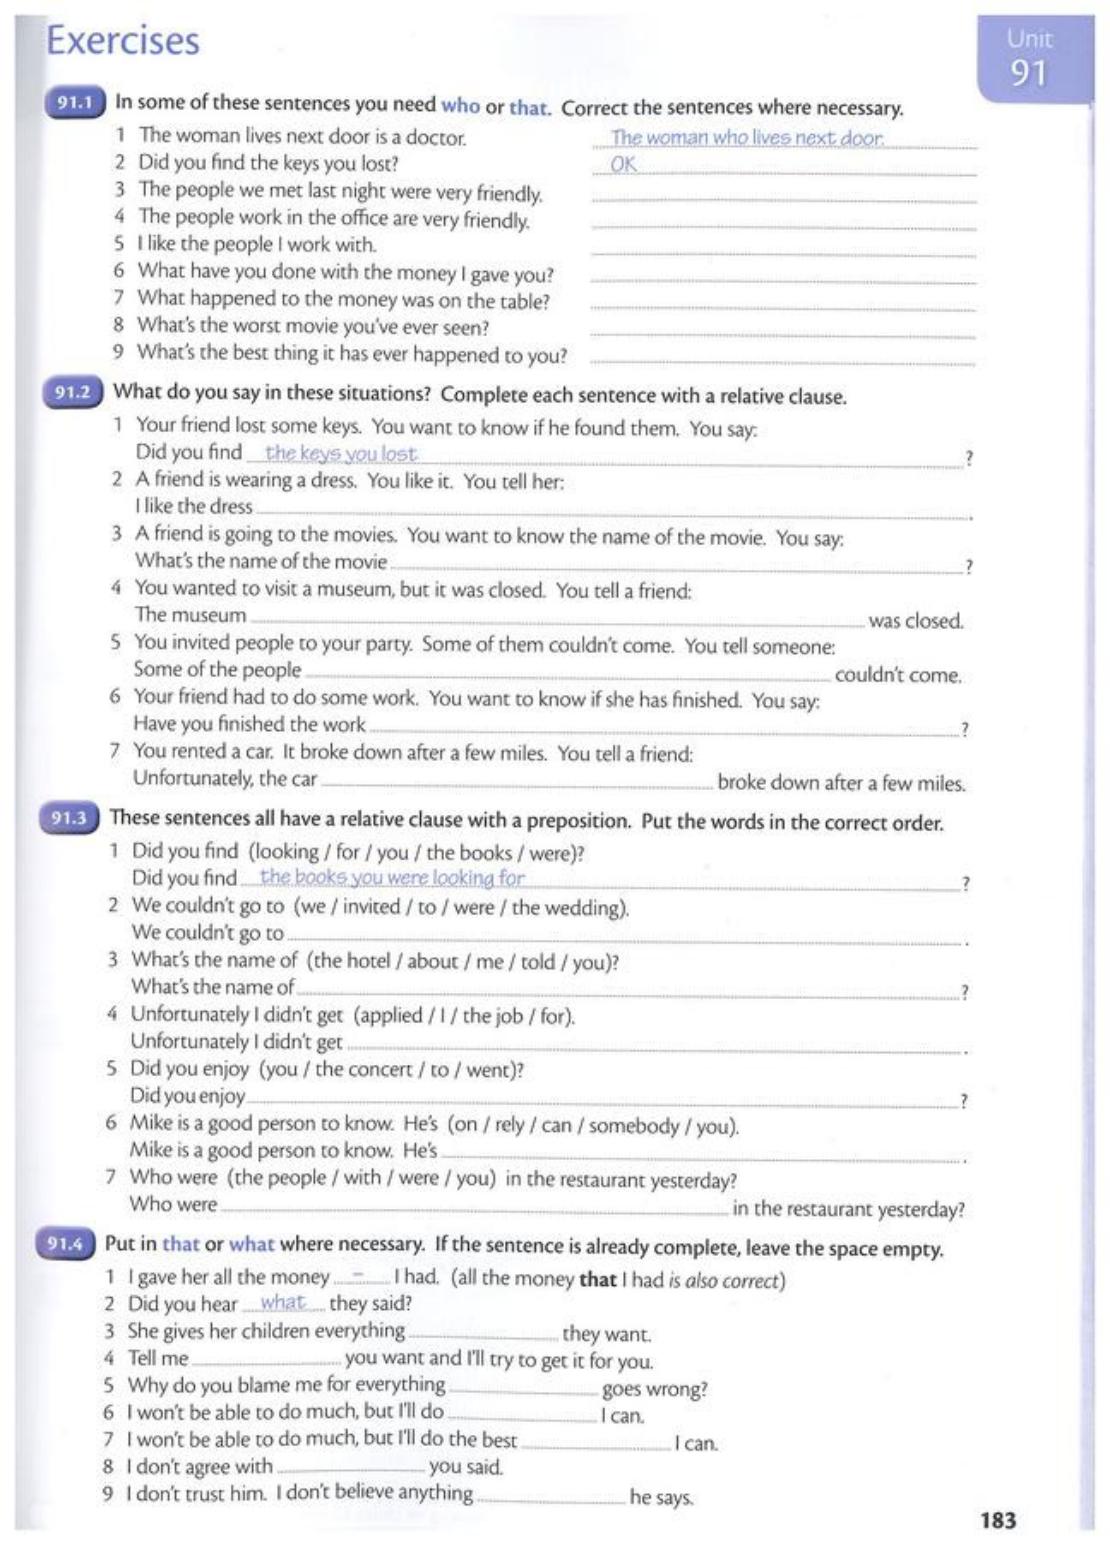 Exercises
Unit
91
91.1 In some of these sentences you need who or that. Correct the sentences where necessary.
1 The woman lives next door is a doctor. The woman who lives next door.
2 Did you find the keys you lost? OK
3 The people we met last night were very friendly.
4 The people work in the office are very friendly.
5 I like the people I work with.
6 What have you done with the money I gave you?
7 What happened to the money was on the table?
8 What's the worst movie you've ever seen?
9 What's the best thing it has ever happened to you?
91.2 What do you say in these situations? Complete each sentence with a relative clause.
1 Your friend lost some keys. You want to know if he found them. You say:
Did you find the keys you lost ?
2 A friend is wearing a dress. You like it. You tell her:
I like the dress .
3 A friend is going to the movies. You want to know the name of the movie. You say:
What's the name of the movie ?
4 You wanted to visit a museum, but it was closed. You tell a friend:
The museum was closed.
5 You invited people to your party. Some of them couldn't come. You tell someone:
Some of the people couldn't come.
6 Your friend had to do some work. You want to know if she has finished. You say:
Have you finished the work ?
7 You rented a car. It broke down after a few miles. You tell a friend:
Unfortunately, the car broke down after a few miles.
91.3 These sentences all have a relative clause with a preposition. Put the words in the correct order.
1 Did you find (looking / for / you / the books / were)?
Did you find the books you were looking for ?
2 We couldn't go to (we / invited / to / were / the wedding).
We couldn't go to .
3 What's the name of (the hotel / about / me / told / you)?
What's the name of ?
4 Unfortunately I didn't get (applied / I / the job / for).
Unfortunately I didn't get .
5 Did you enjoy (you / the concert / to / went)?
Did you enjoy ?
6 Mike is a good person to know. He's (on / rely / can / somebody / you).
Mike is a good person to know. He's .
7 Who were (the people / with / were / you) in the restaurant yesterday?
Who were in the restaurant yesterday?
91.4 Put in that or what where necessary. If the sentence is already complete, leave the space empty.
1 I gave her all the money – I had. (all the money that I had is also correct)
2 Did you hear what they said?
3 She gives her children everything they want.
4 Tell me you want and I'll try to get it for you.
5 Why do you blame me for everything goes wrong?
6 I won't be able to do much, but I'll do I can.
7 I won't be able to do much, but I'll do the best I can.
8 I don't agree with you said.
9 I don't trust him. I don't believe anything he says.
183